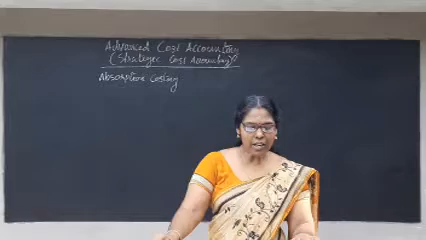 Advanced Cost Accounting
(Strategic Cost Accounting)
Absorption Costing